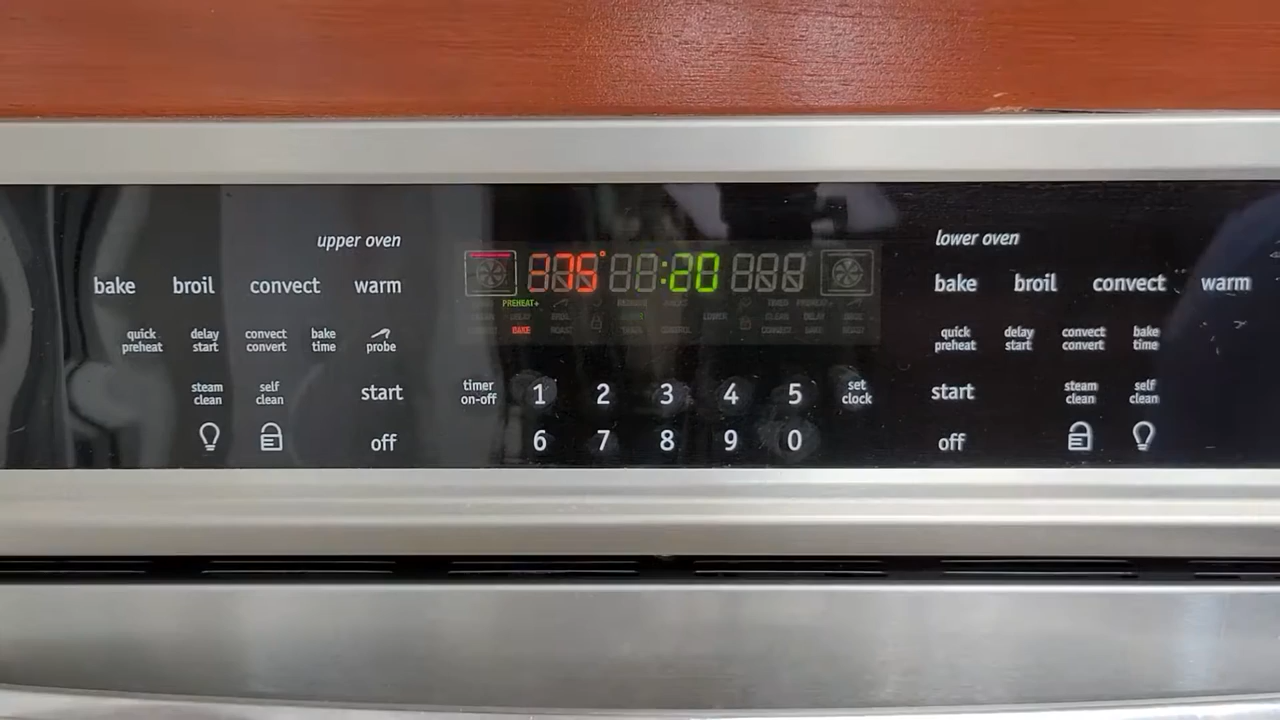 upper oven
bake broil convect warm
quick preheat delay start convect convert bake time probe
steam clean self clean start
off
75° :20
PREHEAT+
BAKE
timer on-off 1 2 3 4 5 set clock
6 7 8 9 0
lower oven
bake broil convect warm
quick preheat delay start convect convert bake time
start steam clean self clean
off